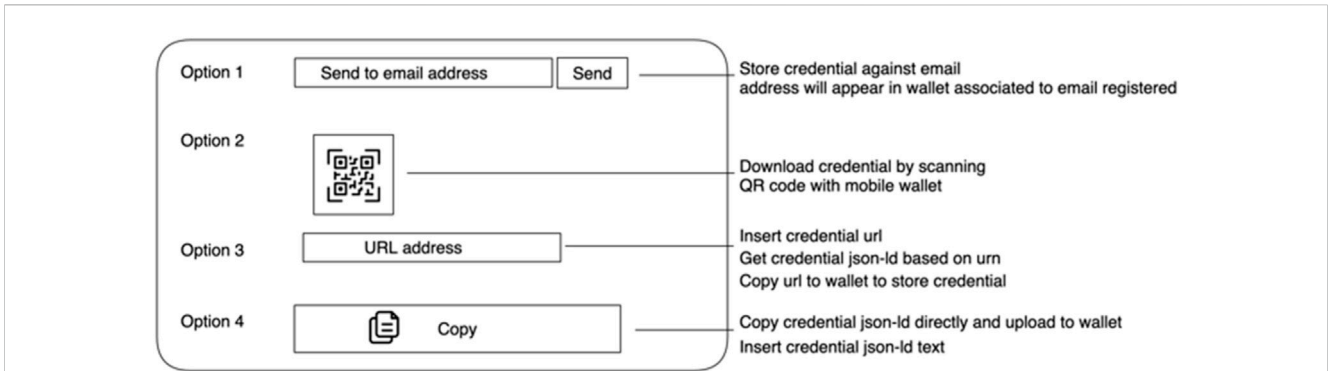 Option 1
Send to email address
Send
Store credential against email
address will appear in wallet associated to email registered
Option 2
Download credential by scanning
QR code with mobile wallet
Option 3
URL address
Insert credential url
Get credential json-ld based on urn
Copy url to wallet to store credential
Option 4
Copy
Copy credential json-ld directly and upload to wallet
Insert credential json-ld text